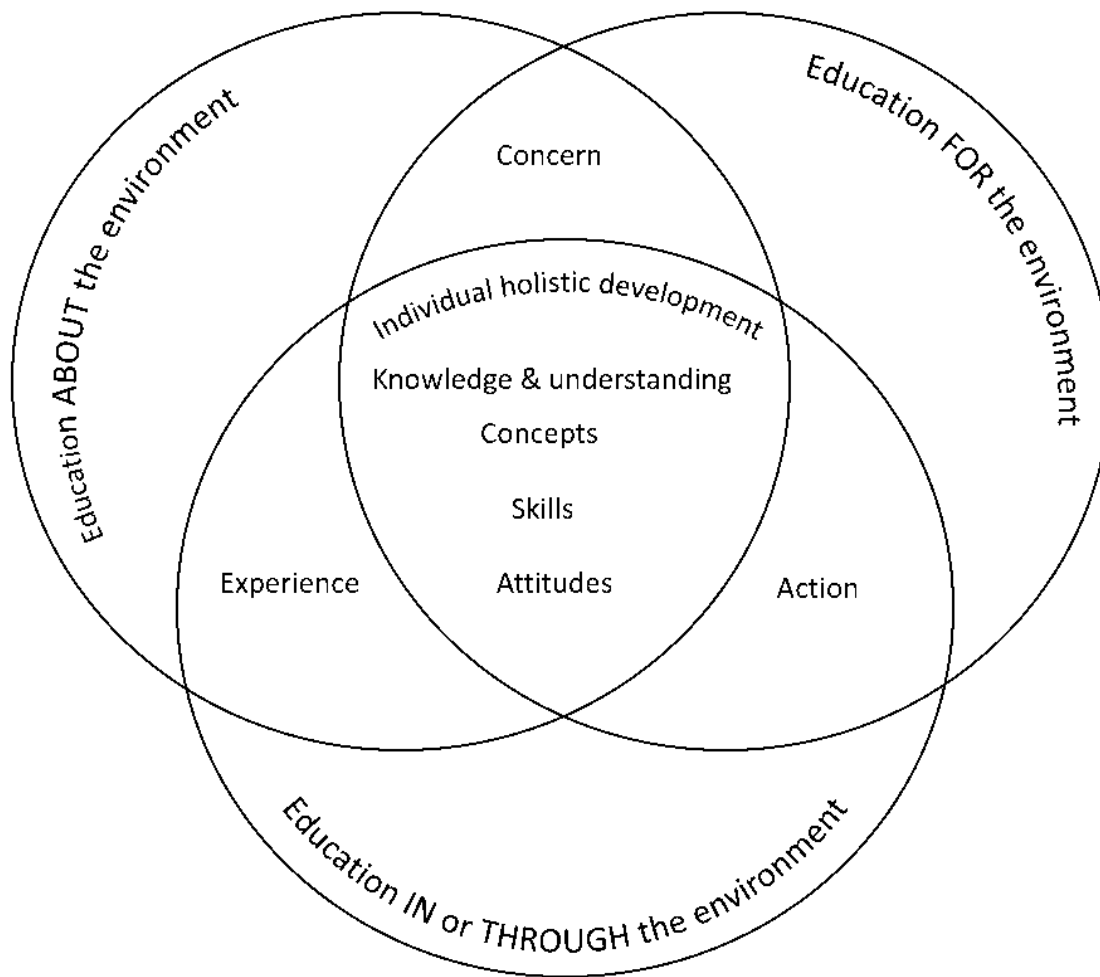 Education ABOUT the environment
Education FOR the environment
Concern
Individual holistic development
Knowledge & understanding
Concepts
Skills
Experience
Attitudes
Action
Education IN or THROUGH the environment